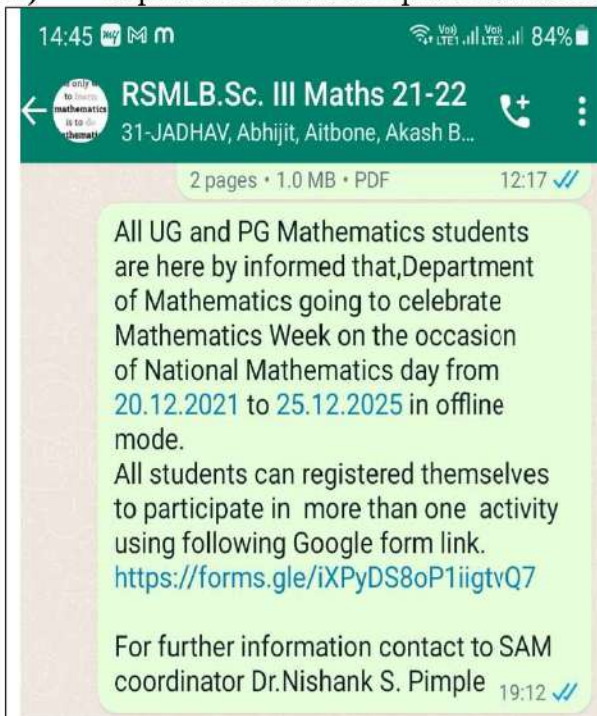 14:45
84%
RSMLB.Sc. III Maths 21-22
31-JADHAV, Abhijit, Aitbone, Akash B...
2 pages • 1.0 MB • PDF 12:17
All UG and PG Mathematics students
are here by informed that,Department
of Mathematics going to celebrate
Mathematics Week on the occasion
of National Mathematics day from
20.12.2021 to 25.12.2025 in offline
mode.
All students can registered themselves
to participate in more than one activity
using following Google form link.
https://forms.gle/iXPyDS8oP1iigtvQ7
For further information contact to SAM
coordinator Dr.Nishank S. Pimple 19:12